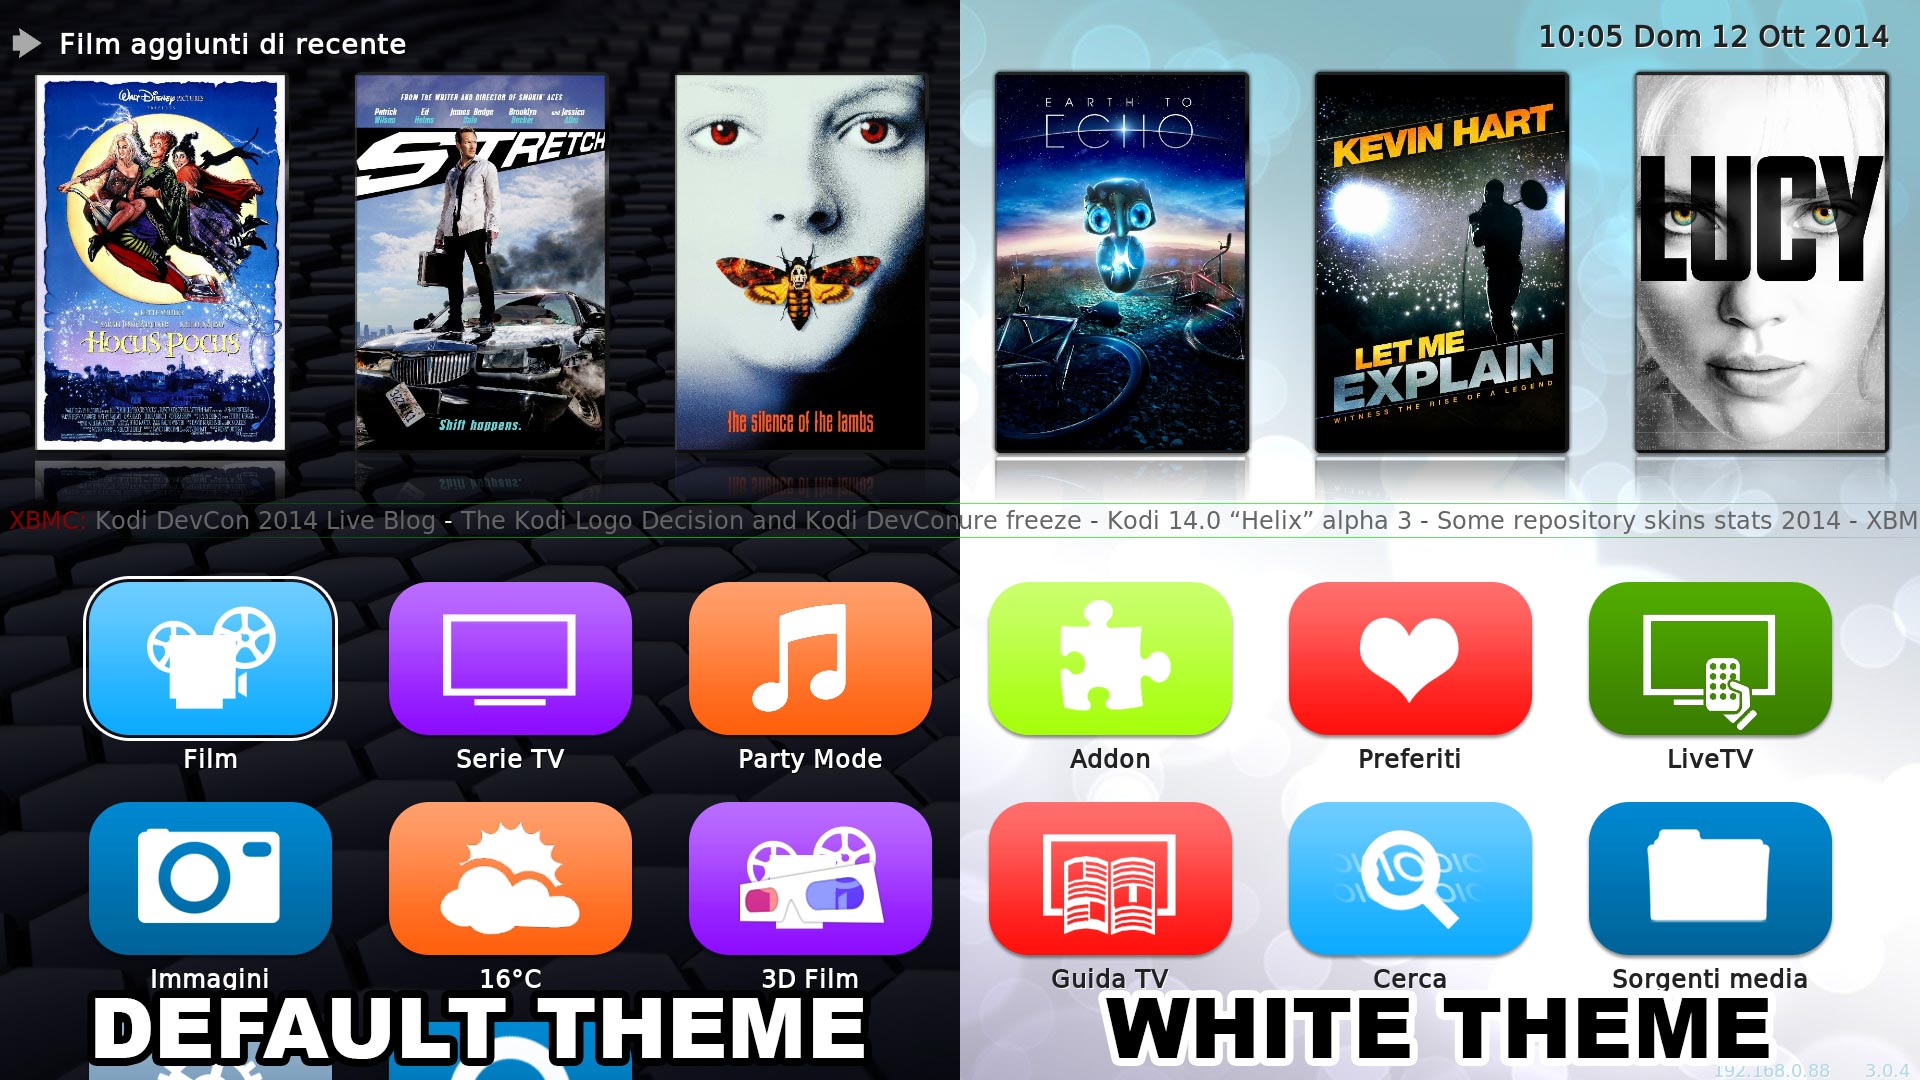 Film aggiunti di recente
10:05 Dom 12 Ott 2014
WALT DISNEY PICTURES
HOCUS POCUS
FROM THE WRITER AND DIRECTOR OF SMOKIN' ACES
Patrick Wilson
Ed Helms
James Badge Dale
Brooklyn Decker
and Jessica Alba
STRETCH
Shift happens.
the silence of the lambs
EARTH TO
ECHO
KEVIN HART
LET ME
EXPLAIN
WITNESS THE RISE OF A LEGEND
LUCY
XBMC: Kodi DevCon 2014 Live Blog - The Kodi Logo Decision and Kodi DevCon
ure freeze - Kodi 14.0 “Helix” alpha 3 - Some repository skins stats 2014 - XBM
Film
Serie TV
Party Mode
Addon
Preferiti
LiveTV
Immagini
16°C
3D Film
Guida TV
Cerca
Sorgenti media
DEFAULT THEME
WHITE THEME
192.168.0.88
3.0.4